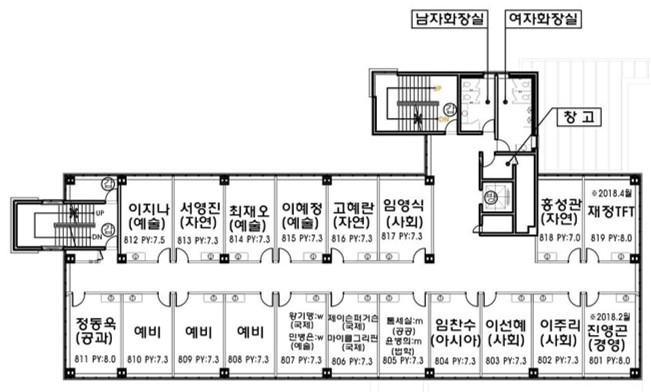 남자화장실
여자화장실
창 고
UP
DN
UP
DN
이지나
(예술)
812 PY:7.5
서영진
(자연)
813 PY:7.3
최재오
(예술)
814 PY:7.3
이혜정
(예술)
815 PY:7.3
고혜란
(자연)
816 PY:7.3
임영식
(사회)
817 PY:7.3
홍성관
(자연)
818 PY:7.0
※2018.4월
재정TFT
819 PY:8.0
정동욱
(공과)
811 PY:8.0
예비
810 PY:7.3
예비
809 PY:7.3
예비
808 PY:7.3
왕기명:w
(국제)
민병은:w
(예술)
807 PY:7.3
제이슨퍼거슨
(국제)
마이클그리핀
(국제)
806 PY:7.3
톰세실:m
(공공)
윤병희:m
(법학)
805 PY:7.3
임찬수
(아시아)
804 PY:7.3
이선혜
(사회)
803 PY:7.3
이주리
(사회)
802 PY:7.3
※2018.2월
진영곤
(경영)
801 PY:8.0